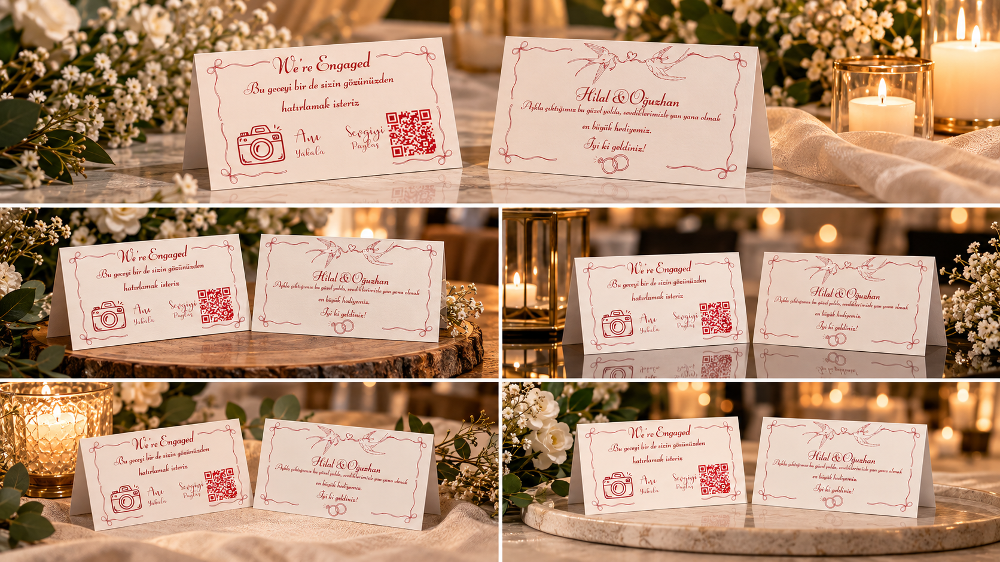 We're Engaged
Bu geceyi bir de sizin gözünüzden
hatırlamak isteriz
Anı
Yakala
Sevgiyi
Paylaş
Hilal & Oğuzhan
Aşkla çıktığımız bu güzel yolda, sevdiklerimizle yan yana olmak
en büyük hediyemiz.
İyi ki geldiniz!
We're Engaged
Bu geceyi bir de sizin gözünüzden
hatırlamak isteriz
Anı
Yakala
Sevgiyi
Paylaş
Hilal & Oğuzhan
Aşkla çıktığımız bu güzel yolda, sevdiklerimizle yan yana olmak
en büyük hediyemiz.
İyi ki geldiniz!
We're Engaged
Bu geceyi bir de sizin gözünüzden
hatırlamak isteriz
Anı
Yakala
Sevgiyi
Paylaş
Hilal & Oğuzhan
Aşkla çıktığımız bu güzel yolda, sevdiklerimizle yan yana olmak
en büyük hediyemiz.
İyi ki geldiniz!
We're Engaged
Bu geceyi bir de sizin gözünüzden
hatırlamak isteriz
Anı
Yakala
Sevgiyi
Paylaş
Hilal & Oğuzhan
Aşkla çıktığımız bu güzel yolda, sevdiklerimizle yan yana olmak
en büyük hediyemiz.
İyi ki geldiniz!
We're Engaged
Bu geceyi bir de sizin gözünüzden
hatırlamak isteriz
Anı
Yakala
Sevgiyi
Paylaş
Hilal & Oğuzhan
Aşkla çıktığımız bu güzel yolda, sevdiklerimizle yan yana olmak
en büyük hediyemiz.
İyi ki geldiniz!